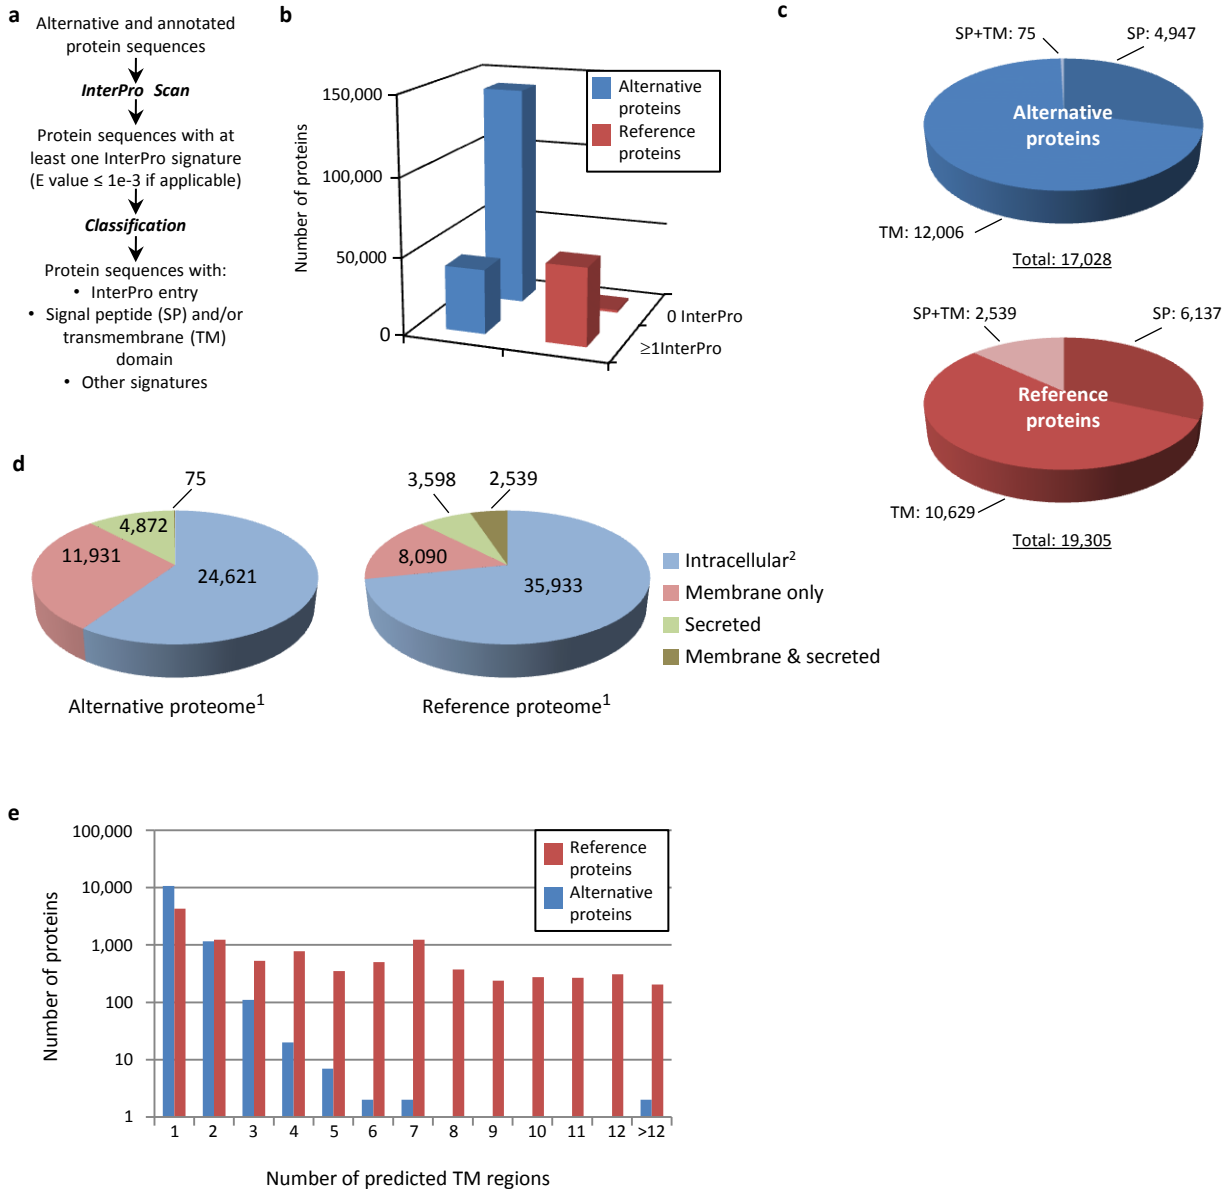 a
Alternative and annotated
protein sequences
InterPro Scan
Protein sequences with at
least one InterPro signature
(E value ≤ 1e-3 if applicable)
Classification
Protein sequences with:
• InterPro entry
• Signal peptide (SP) and/or
transmembrane (TM)
domain
• Other signatures
b
Number of proteins
150,000
100,000
50,000
0
Alternative
proteins
Reference
proteins
0 InterPro
≥1InterPro
c
SP+TM: 75
SP: 4,947
Alternative
proteins
TM: 12,006
Total: 17,028
SP+TM: 2,539
SP: 6,137
Reference
proteins
TM: 10,629
Total: 19,305
d
75
4,872
11,931
24,621
Alternative proteome1
3,598
2,539
8,090
35,933
Reference proteome1
Intracellular2
Membrane only
Secreted
Membrane & secreted
e
Number of proteins
100,000
10,000
1,000
100
10
1
Reference
proteins
Alternative
proteins
1 2 3 4 5 6 7 8 9 10 11 12 >12
Number of predicted TM regions